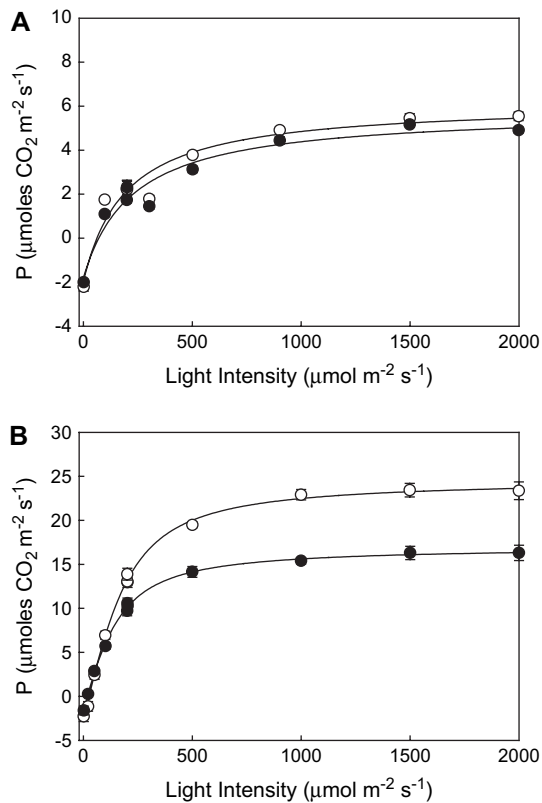 A
10
8
6
4
2
0
-2
-4
P (μmoles CO2 m-2 s-1)
0 500 1000 1500 2000
Light Intensity (μmol m-2 s-1)
B
30
25
20
15
10
5
0
-5
P (μmoles CO2 m-2 s-1)
0 500 1000 1500 2000
Light Intensity (μmol m-2 s-1)